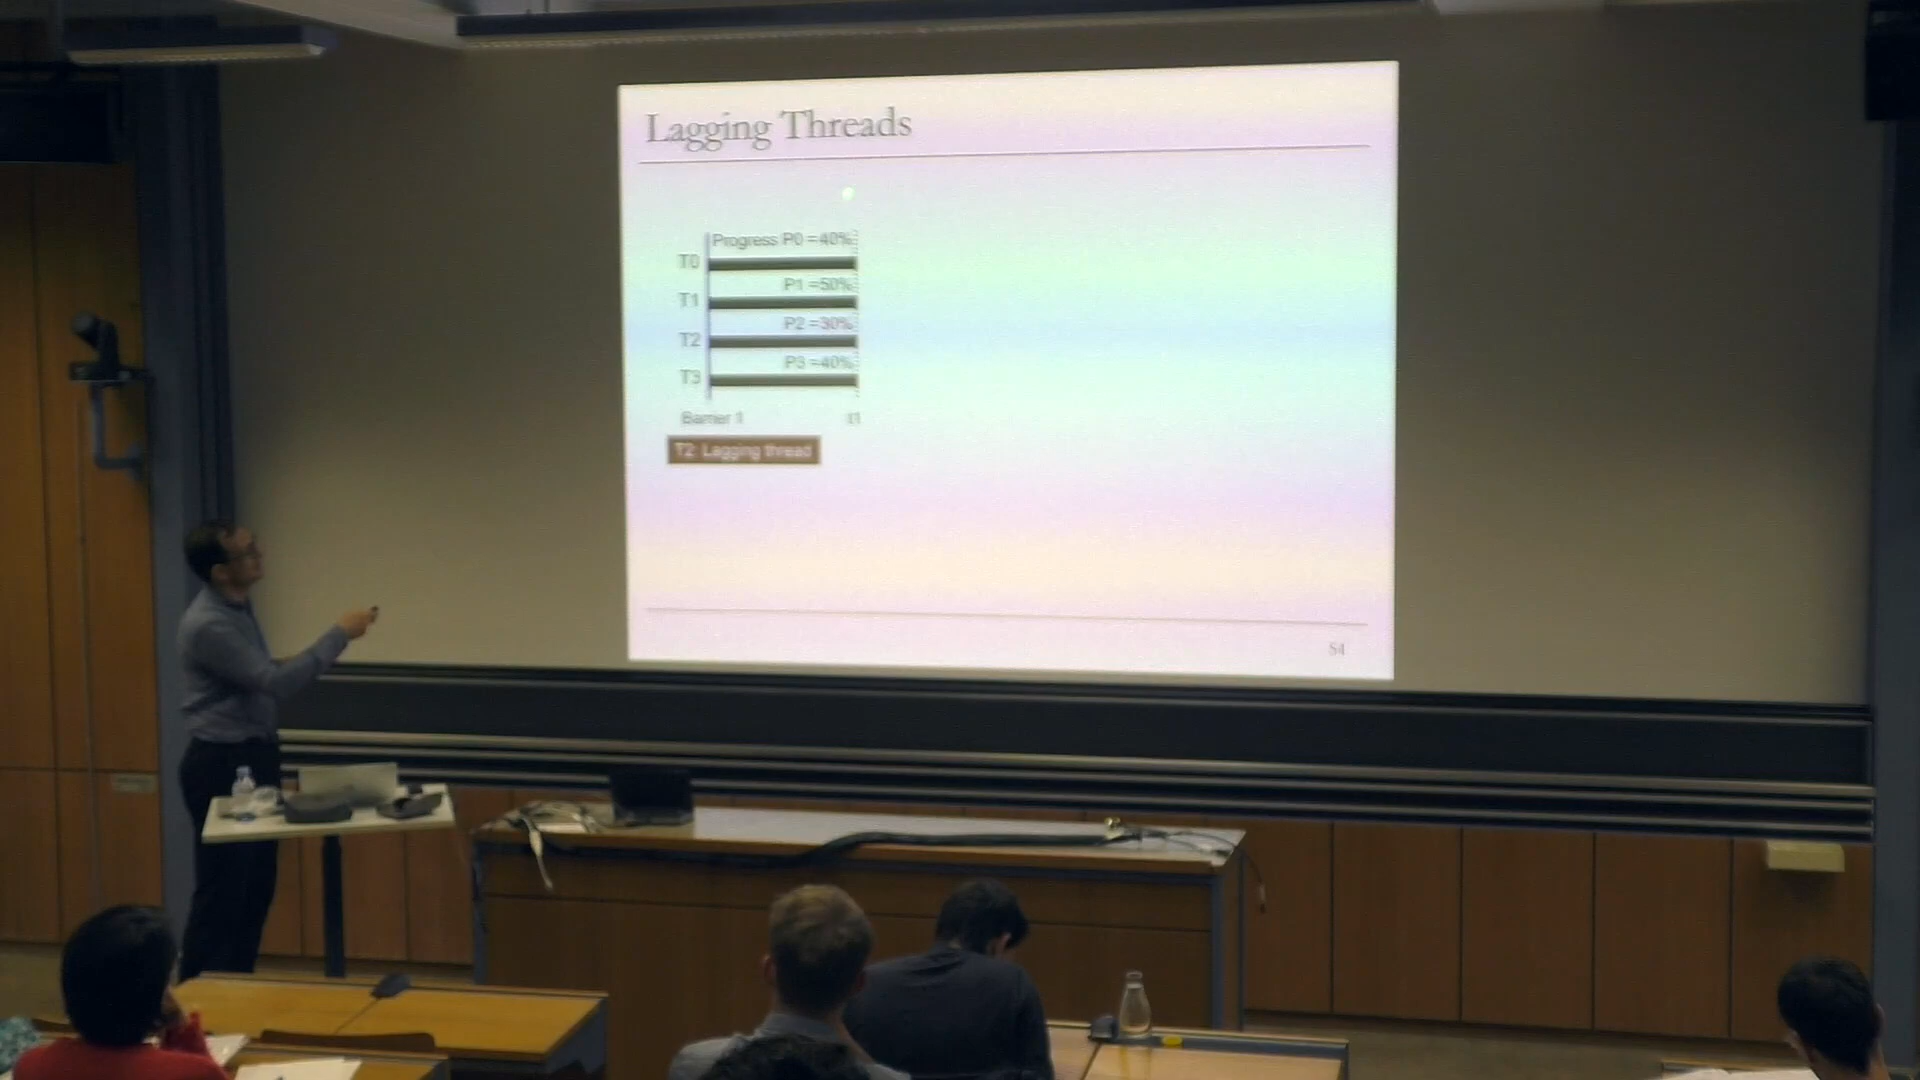 Lagging Threads
Progress P0 =40%
T0
P1 =50%
T1
P2 =30%
T2
P3 =40%
T3
Barrier 1
t1
T2: Lagging thread
54